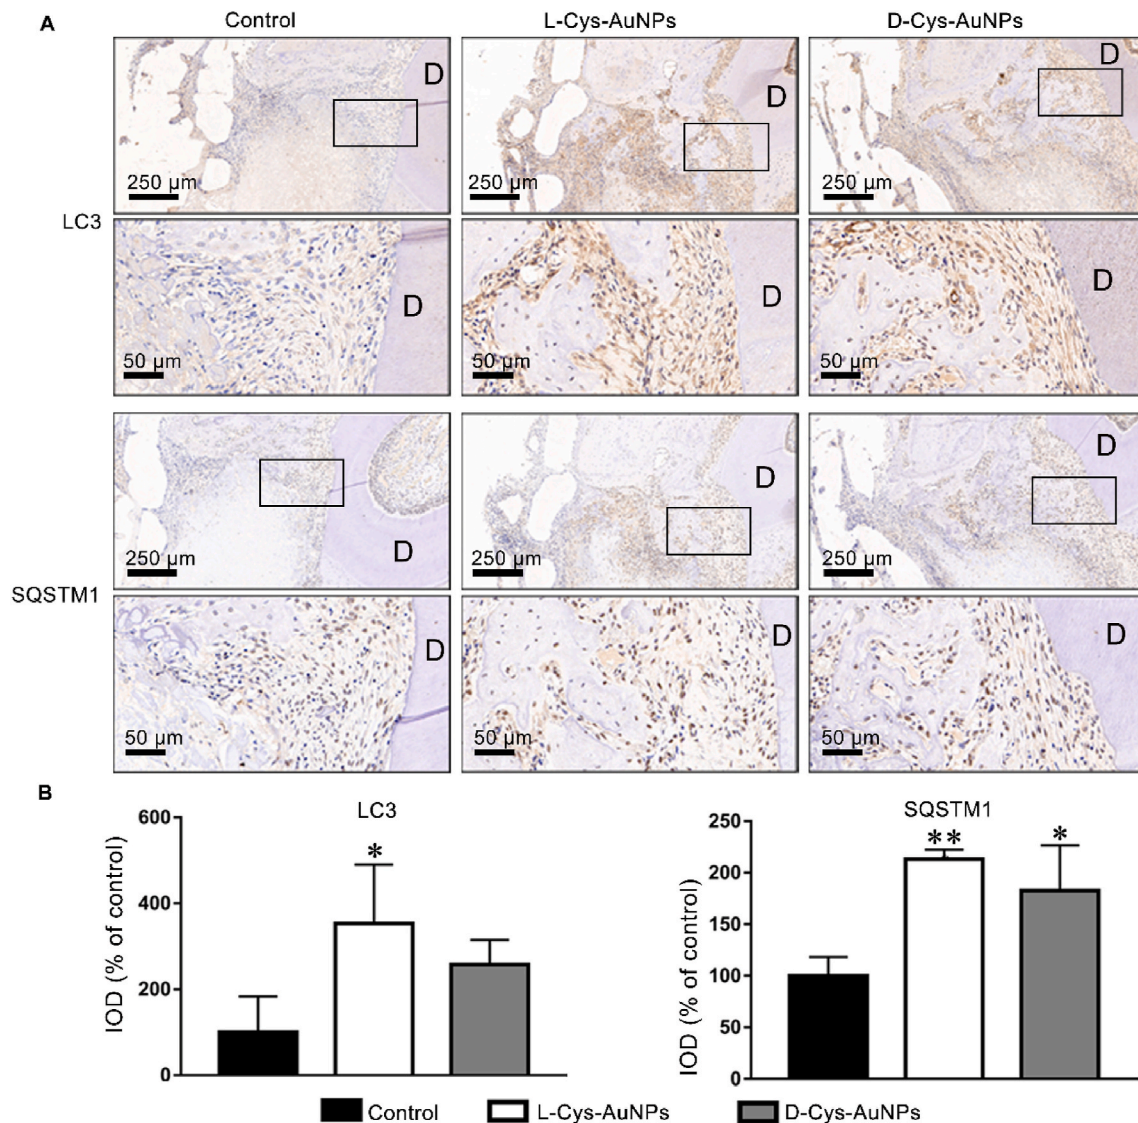 A
Control
L-Cys-AuNPs
D-Cys-AuNPs
LC3
D
250 µm
D
250 µm
D
250 µm
D
50 µm
D
50 µm
D
50 µm
SQSTM1
D
250 µm
D
250 µm
D
250 µm
D
50 µm
D
50 µm
D
50 µm
B
LC3
IOD (% of control)
600
400
200
0
*
SQSTM1
IOD (% of control)
250
200
150
100
50
0
**
*
Control
L-Cys-AuNPs
D-Cys-AuNPs